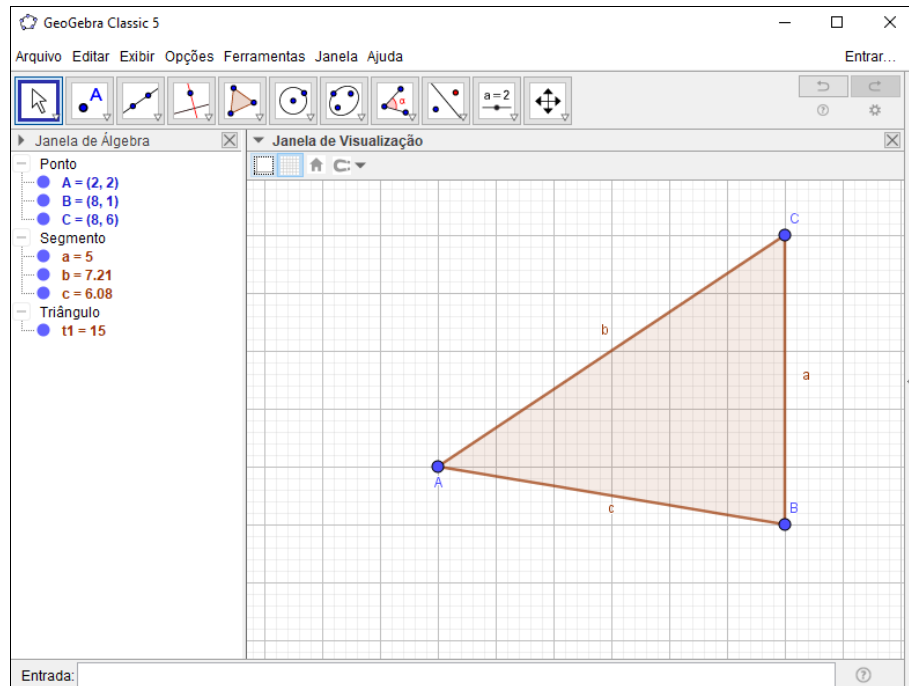 GeoGebra Classic 5
Arquivo Editar Exibir Opções Ferramentas Janela Ajuda Entrar...
A α a=2
Janela de Álgebra
Janela de Visualização
Ponto
A = (2, 2)
B = (8, 1)
C = (8, 6)
Segmento
a = 5
b = 7.21
c = 6.08
Triângulo
t1 = 15
C
b
a
A
c
B
Entrada: